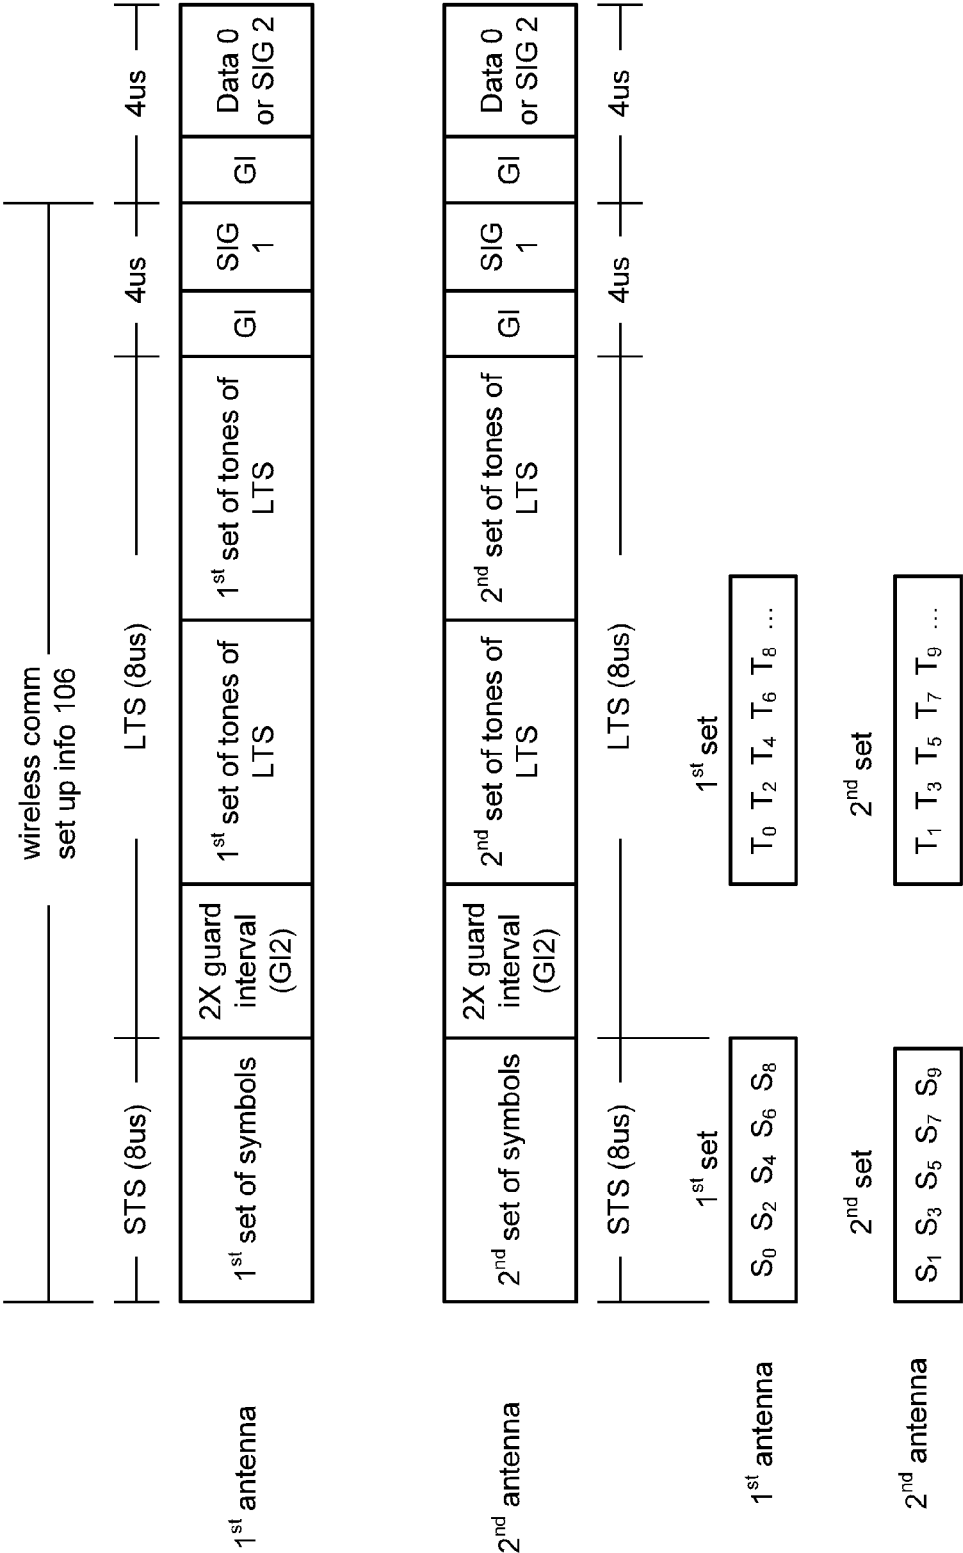 wireless comm
set up info 106
STS (8us)
LTS (8us)
4us
4us
1st antenna
1st set of symbols
2X guard
interval
(GI2)
1st set of tones of
LTS
1st set of tones of
LTS
GI
SIG
1
GI
Data 0
or SIG 2
2nd antenna
2nd set of symbols
2X guard
interval
(GI2)
2nd set of tones of
LTS
2nd set of tones of
LTS
GI
SIG
1
GI
Data 0
or SIG 2
STS (8us)
LTS (8us)
4us
4us
1st set
1st set
1st antenna
S0 S2 S4 S6 S8
T0 T2 T4 T6 T8 ...
2nd set
2nd set
2nd antenna
S1 S3 S5 S7 S9
T1 T3 T5 T7 T9 ...